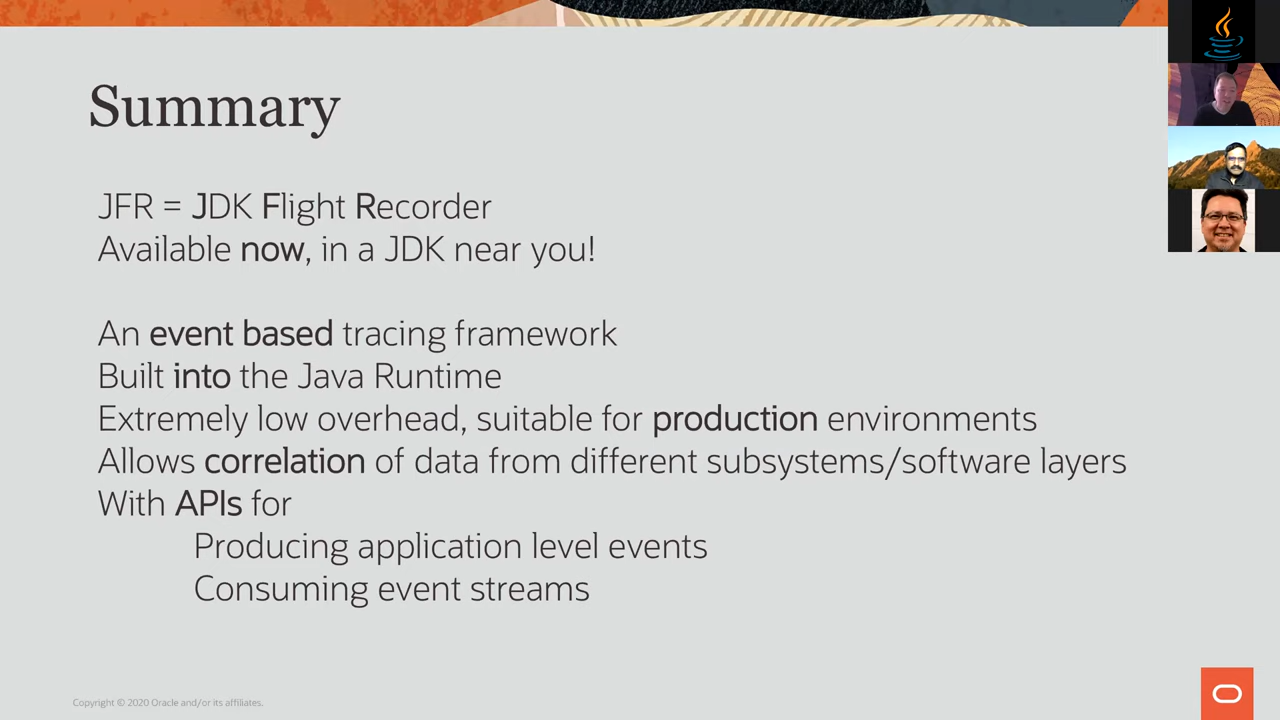 Summary
JFR = JDK Flight Recorder
Available now, in a JDK near you!
An event based tracing framework
Built into the Java Runtime
Extremely low overhead, suitable for production environments
Allows correlation of data from different subsystems/software layers
With APIs for
Producing application level events
Consuming event streams
Copyright © 2020 Oracle and/or its affiliates.